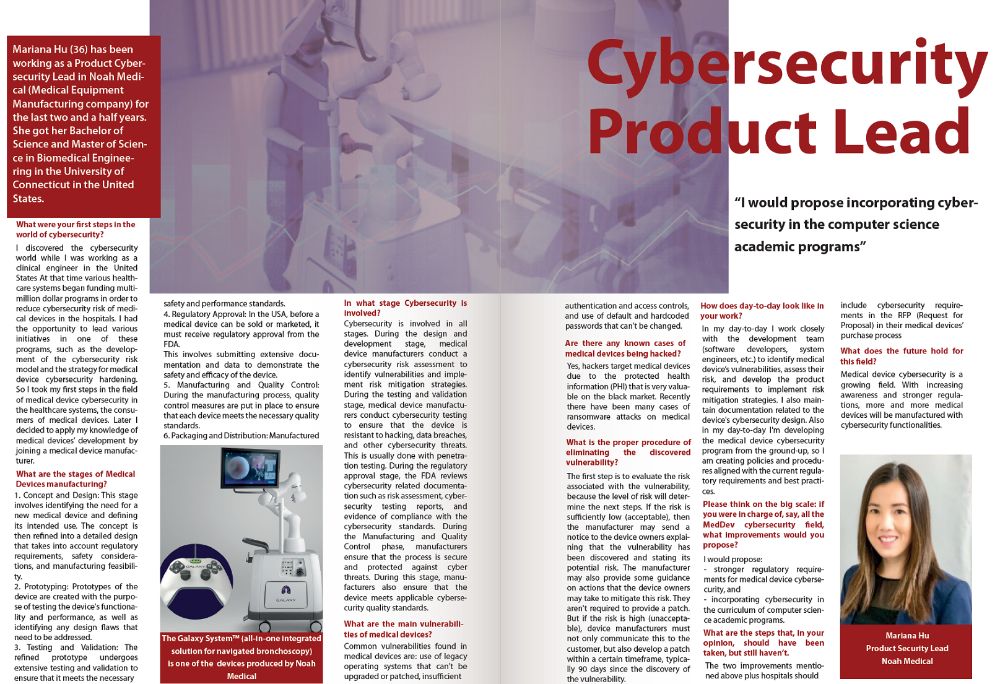 Cybersecurity
Product Lead
“I would propose incorporating cyber-
security in the computer science
academic programs”
Mariana Hu (36) has been
working as a Product Cyber-
security Lead in Noah Medi-
cal (Medical Equipment
Manufacturing company) for
the last two and a half years.
She got her Bachelor of
Science and Master of Scien-
ce in Biomedical Enginee-
ring in the University of
Connecticut in the United
States.
What were your first steps in the
world of cybersecurity?
I discovered the cybersecurity
world while I was working as a
clinical engineer in the United
States At that time various health-
care systems began funding multi-
million dollar programs in order to
reduce cybersecurity risk of medi-
cal devices in the hospitals. I had
the opportunity to lead various
initiatives in one of these
programs, such as the develop-
ment of the cybersecurity risk
model and the strategy for medical
device cybersecurity hardening.
So I took my first steps in the field
of medical device cybersecurity in
the healthcare systems, the consu-
mers of medical devices. Later I
decided to apply my knowledge of
medical devices’ development by
joining a medical device manufac-
turer.
What are the stages of Medical
Devices manufacturing?
1. Concept and Design: This stage
involves identifying the need for a
new medical device and defining
its intended use. The concept is
then refined into a detailed design
that takes into account regulatory
requirements, safety considera-
tions, and manufacturing feasibili-
ty.
2. Prototyping: Prototypes of the
device are created with the purpo-
se of testing the device's functiona-
lity and performance, as well as
identifying any design flaws that
need to be addressed.
3. Testing and Validation: The
refined prototype undergoes
extensive testing and validation to
ensure that it meets the necessary
safety and performance standards.
4. Regulatory Approval: In the USA, before a
medical device can be sold or marketed, it
must receive regulatory approval from the
FDA.
This involves submitting extensive docu-
mentation and data to demonstrate the
safety and efficacy of the device.
5. Manufacturing and Quality Control:
During the manufacturing process, quality
control measures are put in place to ensure
that each device meets the necessary quality
standards.
6. Packaging and Distribution: Manufactured
GALAXY
GALAXY
The Galaxy System™ (all-in-one integrated
solution for navigated bronchoscopy)
is one of the devices produced by Noah
Medical
In what stage Cybersecurity is
involved?
Cybersecurity is involved in all
stages. During the design and
development stage, medical
device manufacturers conduct a
cybersecurity risk assessment to
identify vulnerabilities and imple-
ment risk mitigation strategies.
During the testing and validation
stage, medical device manufactu-
rers conduct cybersecurity testing
to ensure that the device is
resistant to hacking, data breaches,
and other cybersecurity threats.
This is usually done with penetra-
tion testing. During the regulatory
approval stage, the FDA reviews
cybersecurity related documenta-
tion such as risk assessment, cyber-
security testing reports, and
evidence of compliance with the
cybersecurity standards. During
the Manufacturing and Quality
Control phase, manufacturers
ensure that the process is secure
and protected against cyber
threats. During this stage, manu-
facturers also ensure that the
device meets applicable cyberse-
curity quality standards.
What are the main vulnerabili-
ties of medical devices?
Common vulnerabilities found in
medical devices are: use of legacy
operating systems that can’t be
upgraded or patched, insufficient
authentication and access controls,
and use of default and hardcoded
passwords that can’t be changed.
Are there any known cases of
medical devices being hacked?
Yes, hackers target medical devices
due to the protected health
information (PHI) that is very valua-
ble on the black market. Recently
there have been many cases of
ransomware attacks on medical
devices.
What is the proper procedure of
eliminating the discovered
vulnerability?
The first step is to evaluate the risk
associated with the vulnerability,
because the level of risk will deter-
mine the next steps. If the risk is
sufficiently low (acceptable), then
the manufacturer may send a
notice to the device owners explai-
ning that the vulnerability has
been discovered and stating its
potential risk. The manufacturer
may also provide some guidance
on actions that the device owners
may take to mitigate this risk. They
aren't required to provide a patch.
But if the risk is high (unaccepta-
ble), device manufacturers must
not only communicate this to the
customer, but also develop a patch
within a certain timeframe, typica-
lly 90 days since the discovery of
the vulnerability.
How does day-to-day look like in
your work?
In my day-to-day I work closely
with the development team
(software developers, system
engineers, etc.) to identify medical
device’s vulnerabilities, assess their
risk, and develop the product
requirements to implement risk
mitigation strategies. I also main-
tain documentation related to the
device's cybersecurity design. Also
in my day-to-day I'm developing
the medical device cybersecurity
program from the ground-up, so I
am creating policies and procedu-
res aligned with the current regula-
tory requirements and best practi-
ces.
Please think on the big scale: if
you were in charge of, say, all the
MedDev cybersecurity field,
what improvements would you
propose?
I would propose:
- stronger regulatory require-
ments for medical device cyberse-
curity, and
- incorporating cybersecurity in
the curriculum of computer scien-
ce academic programs.
What are the steps that, in your
opinion, should have been
taken, but still haven’t.
The two improvements mentio-
ned above plus hospitals should
include cybersecurity require-
ments in the RFP (Request for
Proposal) in their medical devices’
purchase process
What does the future hold for
this field?
Medical device cybersecurity is a
growing field. With increasing
awareness and stronger regula-
tions, more and more medical
devices will be manufactured with
cybersecurity functionalities.
Mariana Hu
Product Security Lead
Noah Medical